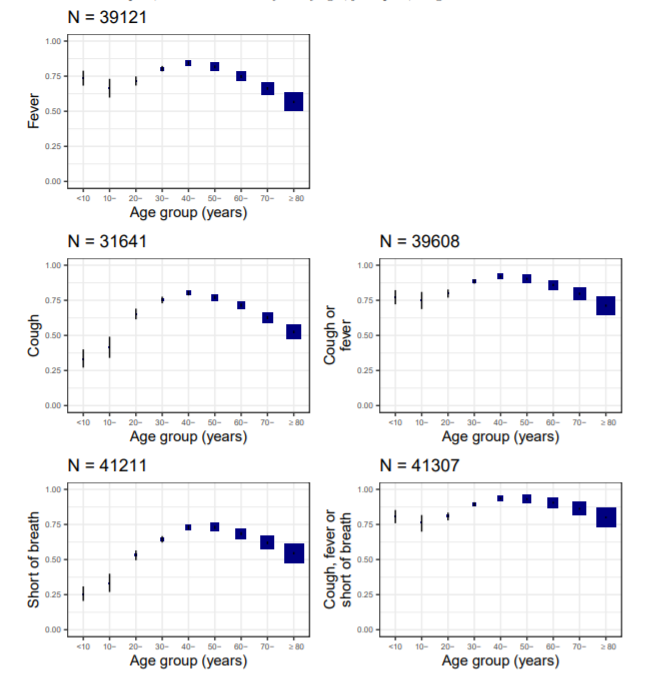 N = 39121
Fever
1.00
0.75
0.50
0.25
0.00
<10 10− 20− 30− 40− 50− 60− 70− ≥ 80
Age group (years)
N = 31641
Cough
1.00
0.75
0.50
0.25
0.00
<10 10− 20− 30− 40− 50− 60− 70− ≥ 80
Age group (years)
N = 39608
Cough or
fever
1.00
0.75
0.50
0.25
0.00
<10 10− 20− 30− 40− 50− 60− 70− ≥ 80
Age group (years)
N = 41211
Short of breath
1.00
0.75
0.50
0.25
0.00
<10 10− 20− 30− 40− 50− 60− 70− ≥ 80
Age group (years)
N = 41307
Cough, fever or
short of breath
1.00
0.75
0.50
0.25
0.00
<10 10− 20− 30− 40− 50− 60− 70− ≥ 80
Age group (years)